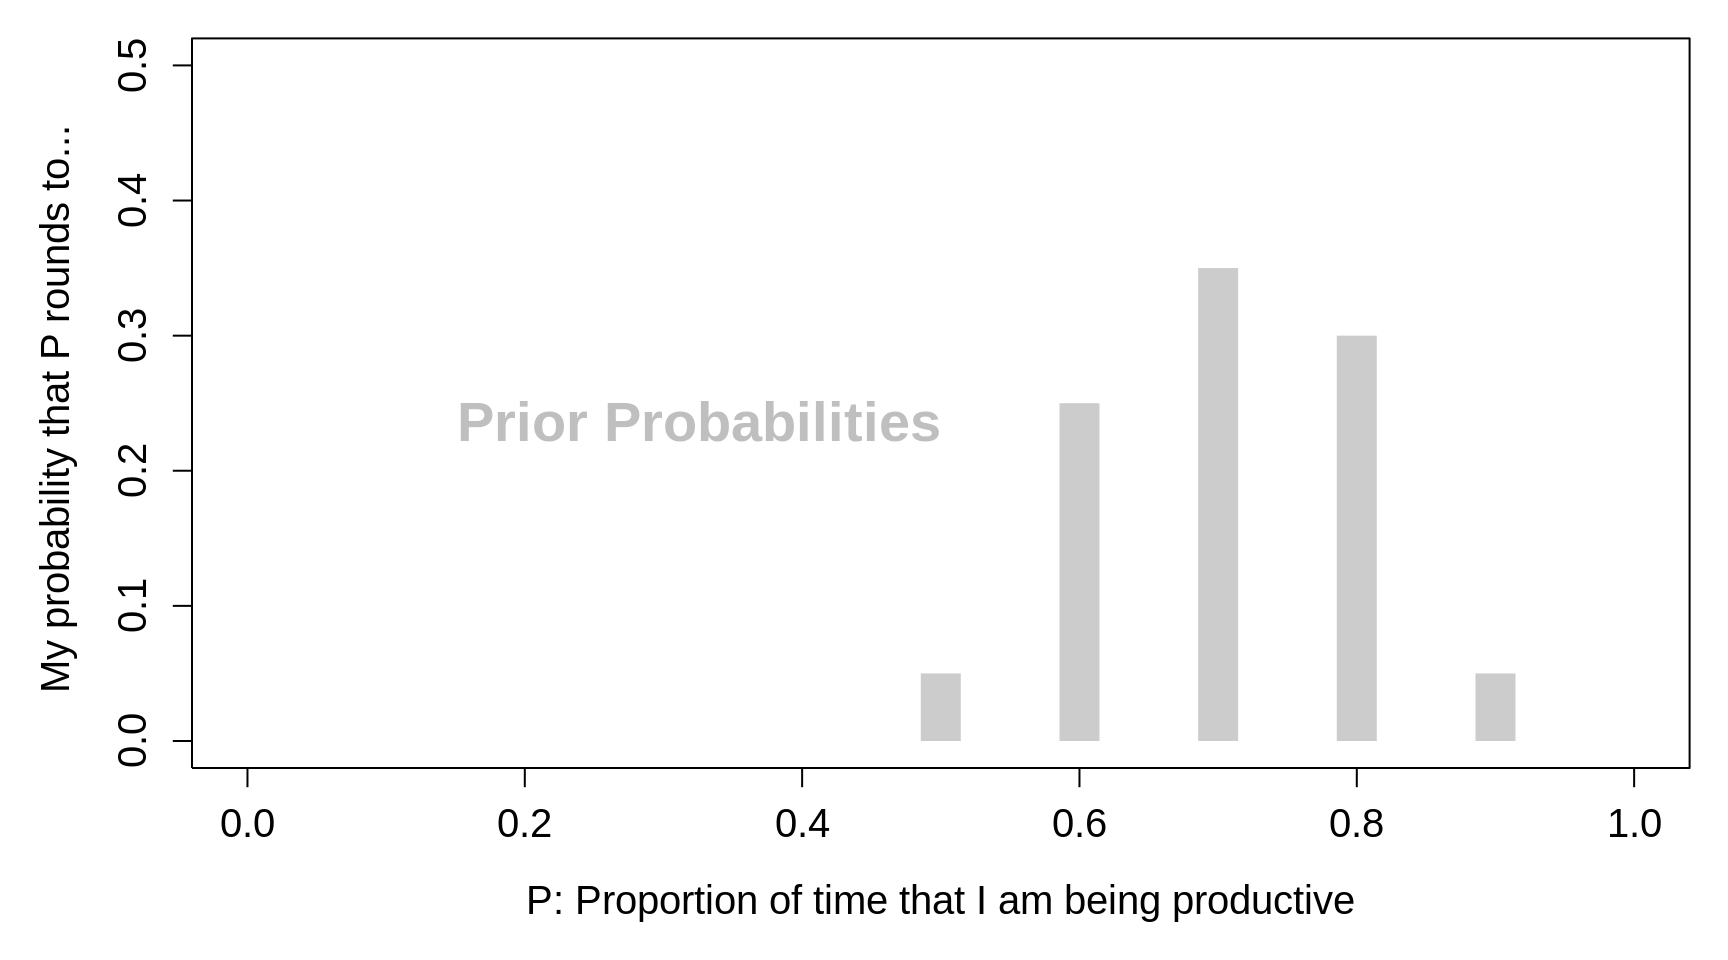 My probability that P rounds to...
0.5
0.4
0.3
0.2
0.1
0.0
Prior Probabilities
0.0 0.2 0.4 0.6 0.8 1.0
P: Proportion of time that I am being productive